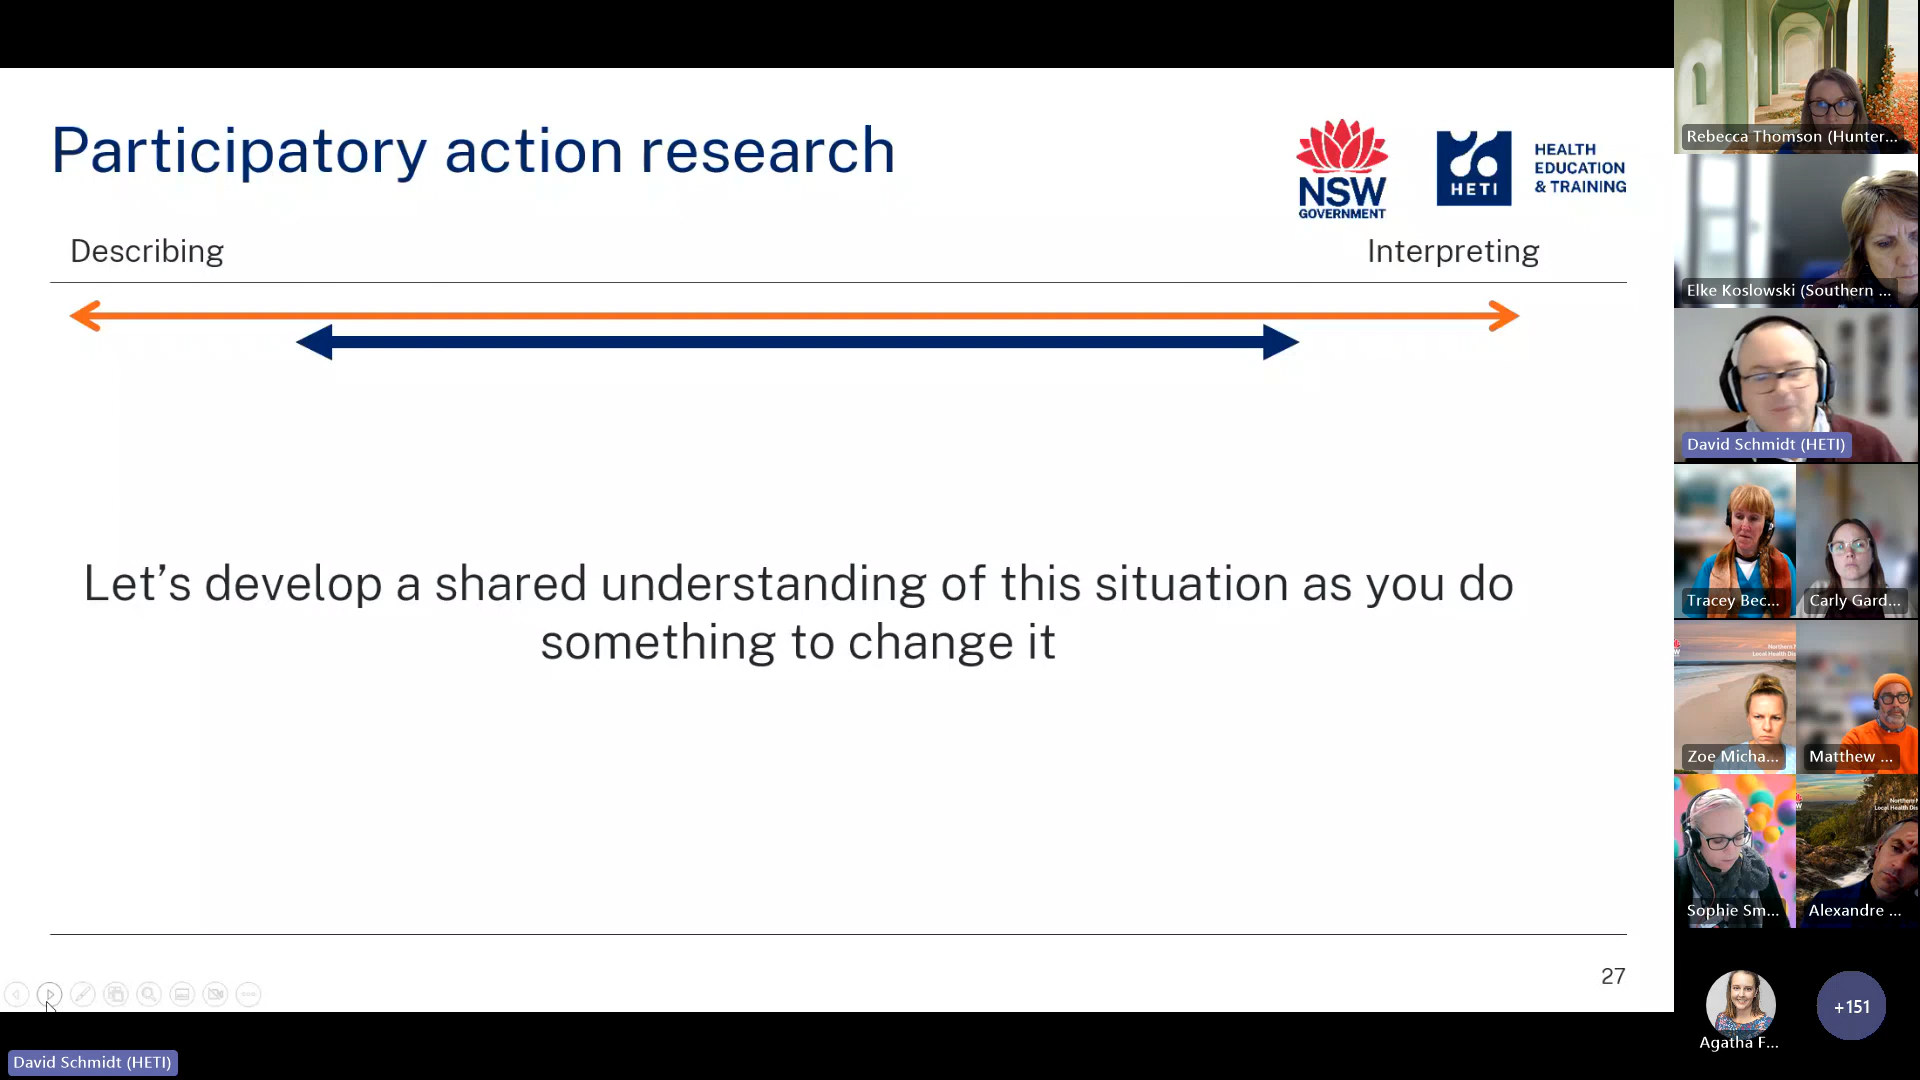 Participatory action research
NSW
GOVERNMENT
HETI
HEALTH
EDUCATION
& TRAINING
Describing
Interpreting
Let's develop a shared understanding of this situation as you do
something to change it
27
David Schmidt (HETI)
Rebecca Thomson (Hunter...
Elke Koslowski (Southern ...
David Schmidt (HETI)
Tracey Bec...
Carly Gard...
Zoe Micha...
Matthew ...
Sophie Sm...
Alexandre ...
Agatha F...
+151